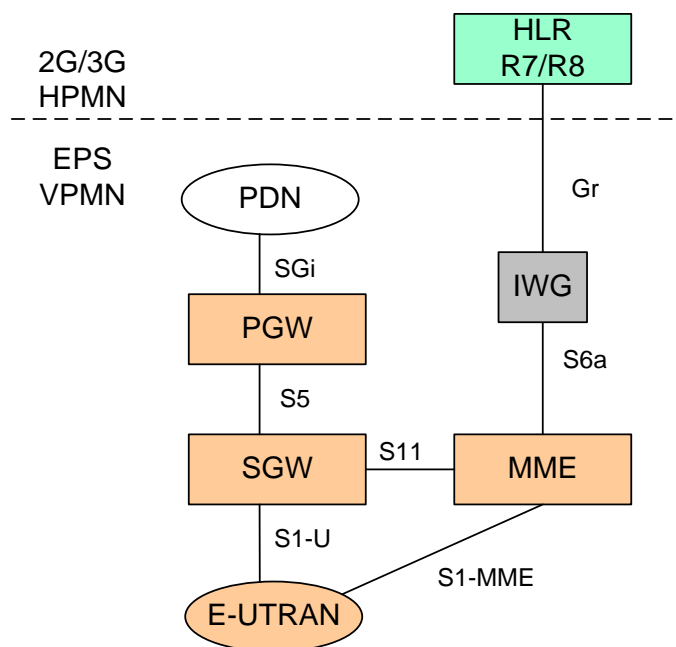 HLR
R7/R8
2G/3G
HPMN
EPS
VPMN
PDN
Gr
SGi
IWG
PGW
S6a
S5
S11
SGW
MME
S1-U
S1-MME
E-UTRAN